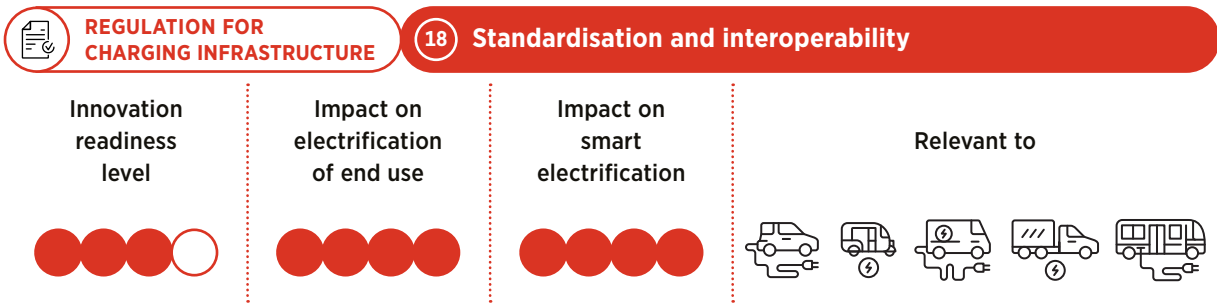 REGULATION FOR
CHARGING INFRASTRUCTURE
18 Standardisation and interoperability
Innovation
readiness
level
Impact on
electrification
of end use
Impact on
smart
electrification
Relevant to